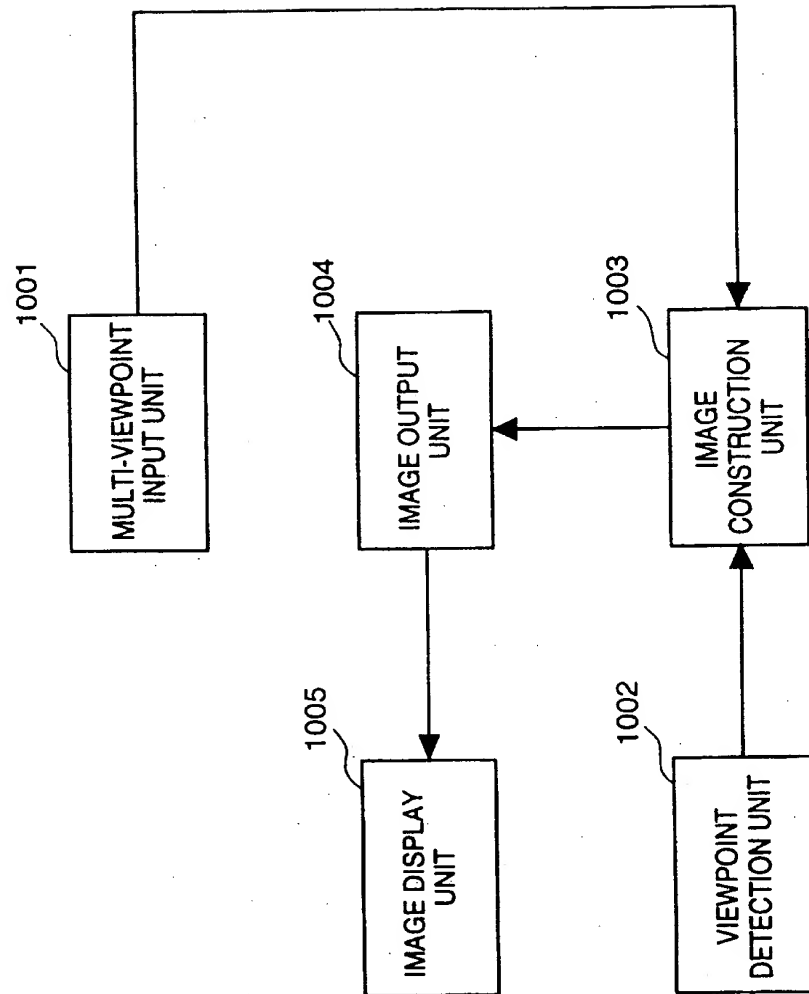 1001
MULTI-VIEWPOINT
INPUT UNIT
1004
IMAGE OUTPUT
UNIT
1003
IMAGE
CONSTRUCTION
UNIT
1005
IMAGE DISPLAY
UNIT
1002
VIEWPOINT
DETECTION UNIT